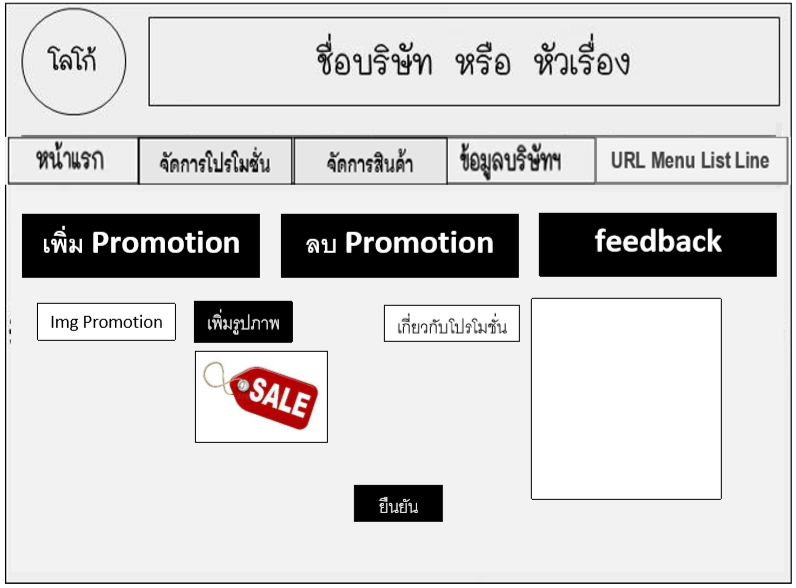 โลโก้
ชื่อบริษัท หรือ หัวเรื่อง
หน้าแรก
จัดการโปรโมชั่น
จัดการสินค้า
ข้อมูลบริษัทฯ
URL Menu List Line
เพิ่ม Promotion
ลบ Promotion
feedback
Img Promotion
เพิ่มรูปภาพ
เกี่ยวกับโปรโมชั่น
SALE
ยืนยัน